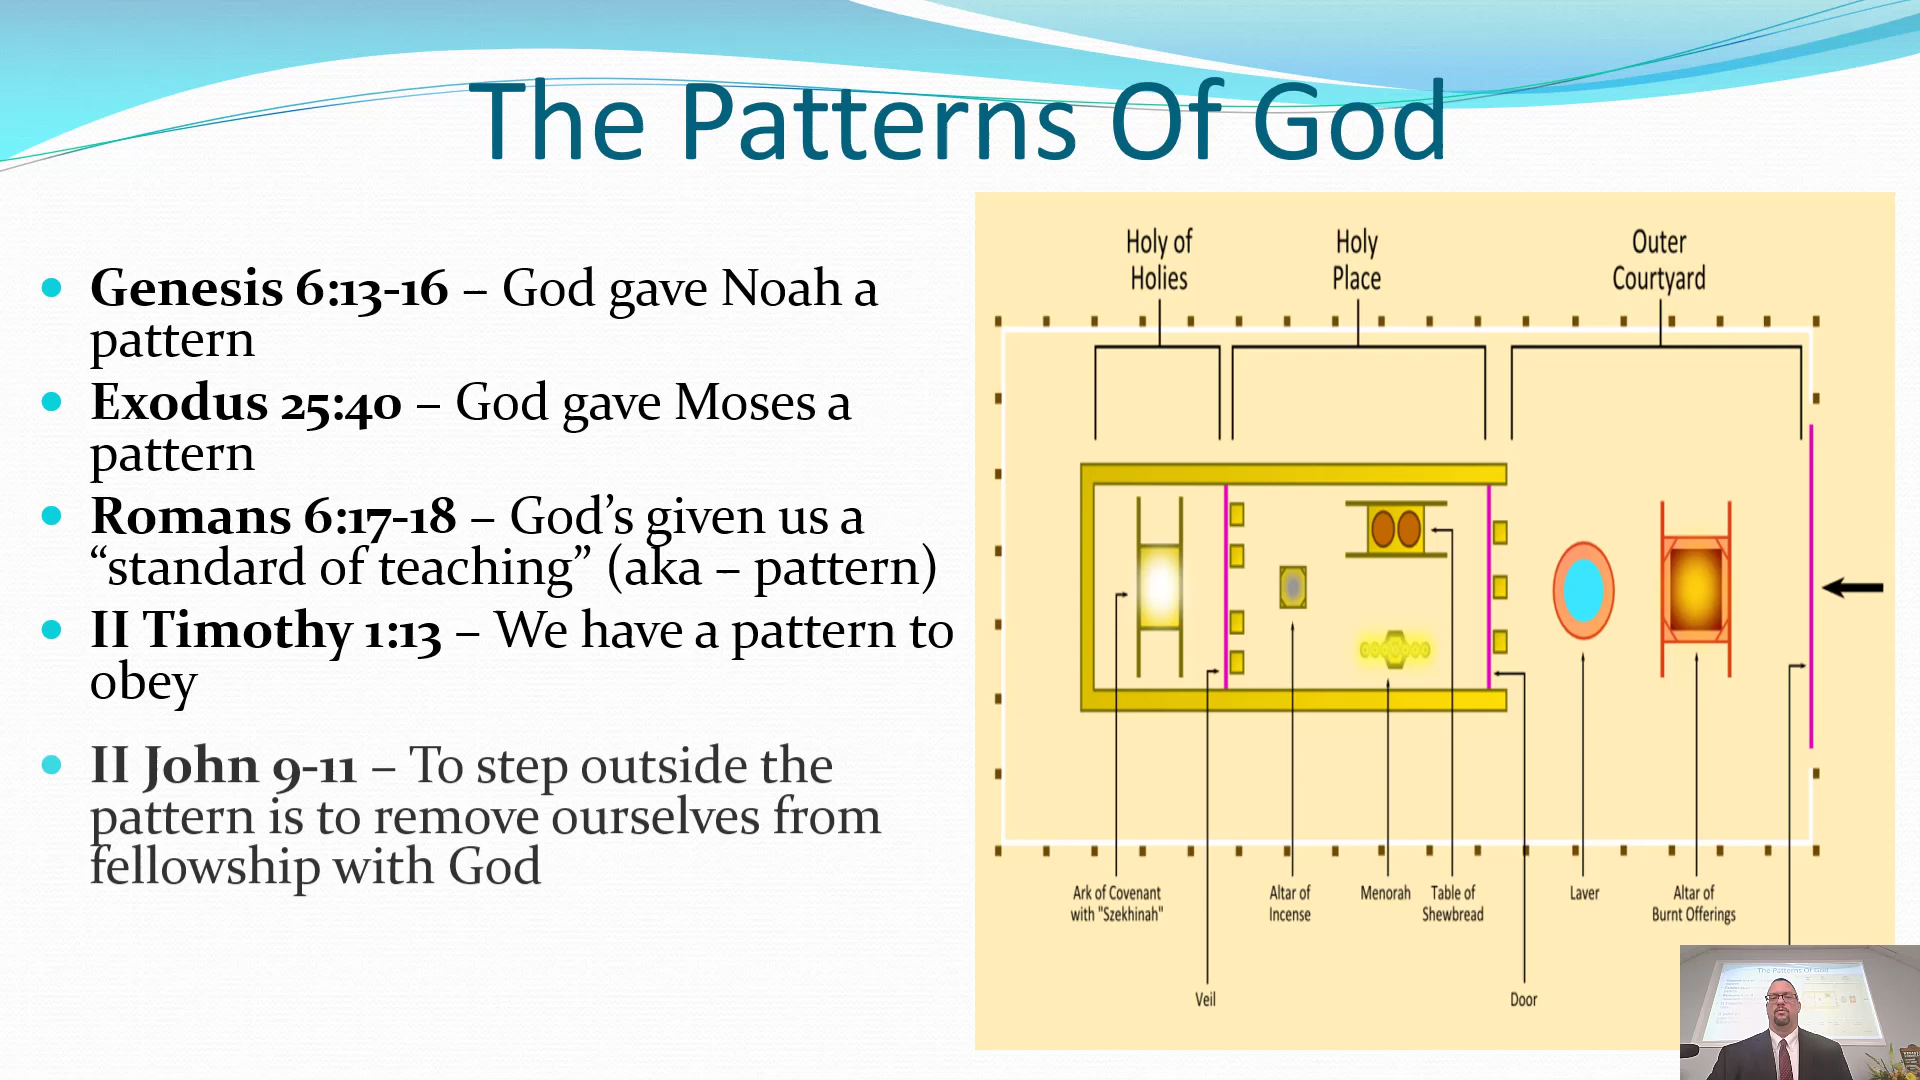 The Patterns Of God
Genesis 6:13-16 – God gave Noah a
pattern
Exodus 25:40 – God gave Moses a
pattern
Romans 6:17-18 – God’s given us a
“standard of teaching” (aka – pattern)
II Timothy 1:13 – We have a pattern to
obey
II John 9-11 – To step outside the
pattern is to remove ourselves from
fellowship with God
Holy of
Holies
Holy
Place
Outer
Courtyard
Ark of Covenant
with "Szekhinah"
Altar of
Incense
Menorah
Table of
Shewbread
Laver
Altar of
Burnt Offerings
Veil
Door
The Patterns Of God